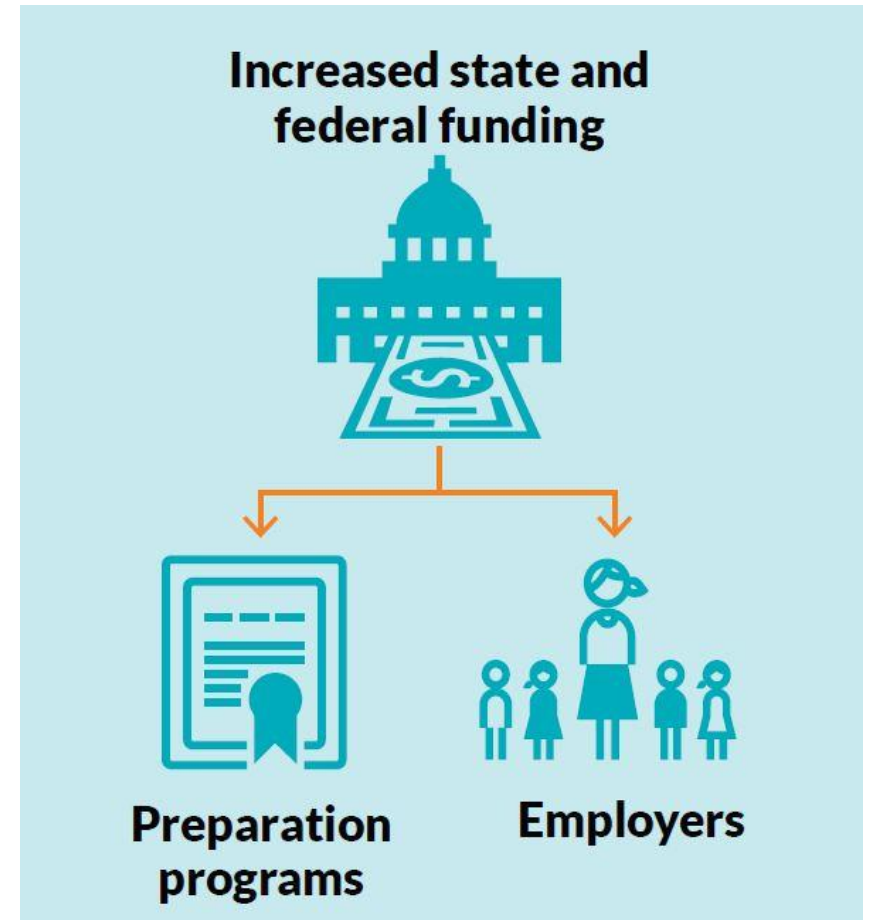 Increased state and
federal funding
$
Preparation
programs
Employers